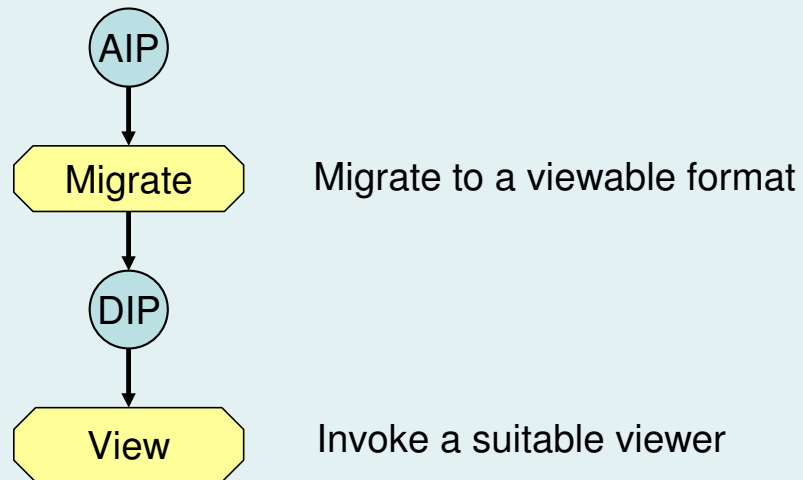 AIP
Migrate
Migrate to a viewable format
DIP
View
Invoke a suitable viewer